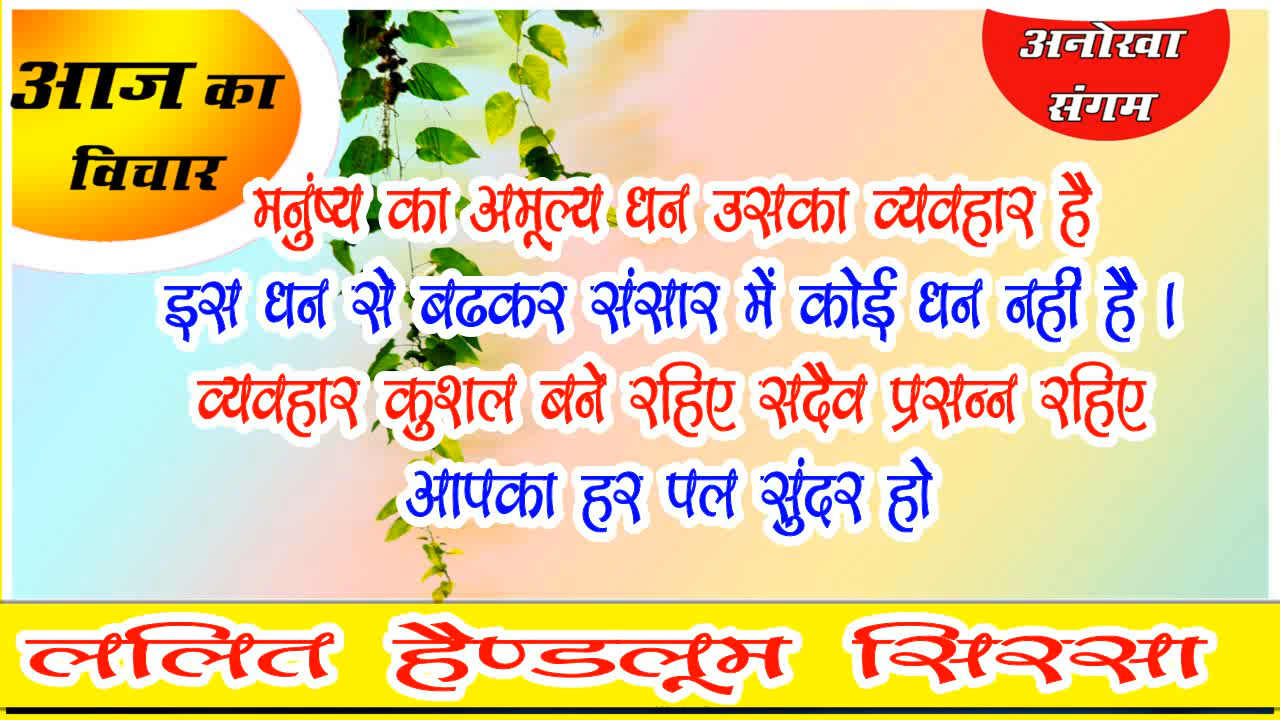 आज का
विचार
अनोखा
संगम
मनुंष्य का अमूल्य धन उसका व्यवहार है
इस धन से बढकर संसार में कोई धन नहीं है ।
व्यवहार कुशल बने रहिए सदैव प्रसन्न रहिए
आपका हर पल सुंदर हो
ललित हैण्डलूम सिरसा